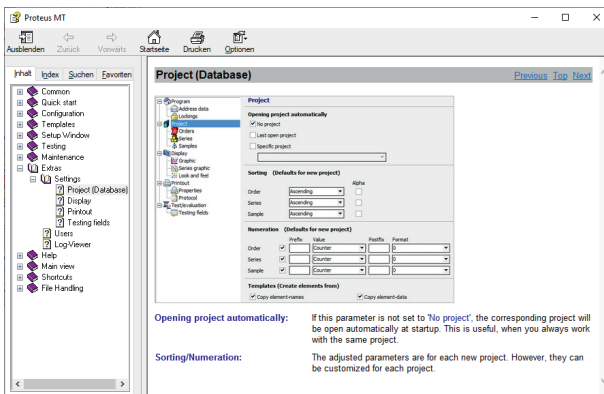 Proteus MT
Ausblenden Zurück Vorwärts Startseite Drucken Optionen
Inhalt Index Suchen Favoriten
Common
Quick start
Configuration
Templates
Setup Window
Testing
Maintenance
Extras
Settings
Project (Database)
Display
Printout
Testing fields
Users
Log-Viewer
Help
Main view
Shortcuts
File Handling
Project (Database) Previous Top Next
Program
Address data
Lockings
Project
Orders
Series
Samples
Display
Graphic
Series graphic
Look and feel
Printout
Properties
Protocol
Test/evaluation
Testing fields
Project
Opening project automatically
No project
Last open project
Specific project
Sorting (Defaults for new project)
Alpha
Order Ascending
Series Ascending
Sample Ascending
Numeration (Defaults for new project)
Prefix Value Postfix Format
Order Counter 0
Series Counter 0
Sample Counter 0
Templates (Create elements from)
Copy element-names Copy element-data
Opening project automatically: If this parameter is not set to 'No project', the corresponding project will
be open automatically at startup. This is useful, when you always work
with the same project.
Sorting/Numeration: The adjusted parameters are for each new project. However, they can
be customized for each project.